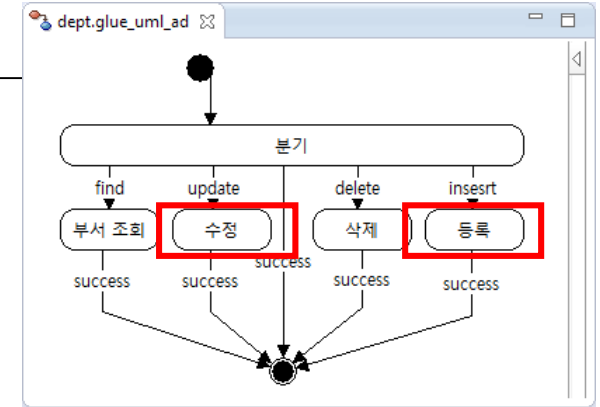 dept.glue_uml_ad
분기
find update delete insesrt
부서 조회 수정 삭제 등록
success
success success success success